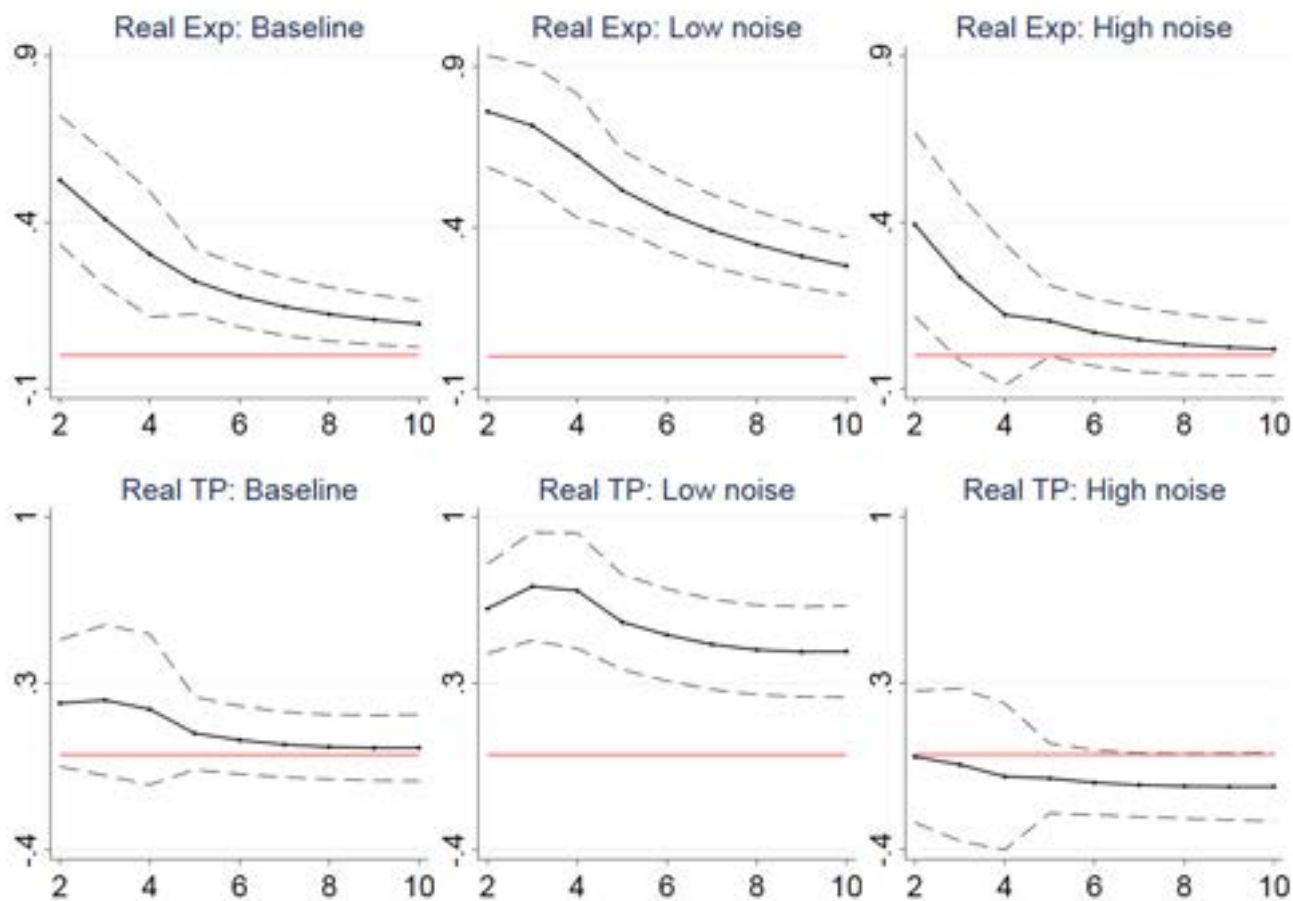 Real Exp: Baseline
Real Exp: Low noise
Real Exp: High noise
.9
.4
-.1
2 4 6 8 10
.9
.4
2 4 6 8 10
.9
.4
-.1
2 4 6 8 10
Real TP: Baseline
Real TP: Low noise
Real TP: High noise
1
.3
-.4
2 4 6 8 10
1
.3
-.4
2 4 6 8 10
1
.3
-.4
2 4 6 8 10